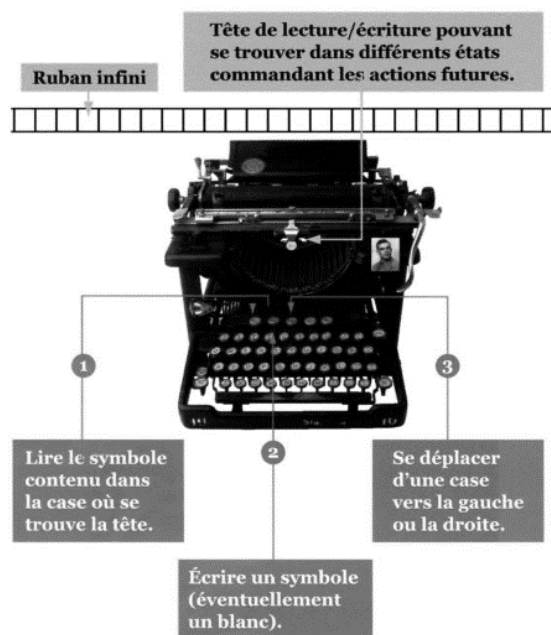 Tête de lecture/écriture pouvant
se trouver dans différents états
commandant les actions futures.
Ruban infini
1
3
2
Lire le symbole
contenu dans
la case où se
trouve la tête.
Se déplacer
d'une case
vers la gauche
ou la droite.
Écrire un symbole
(éventuellement
un blanc).